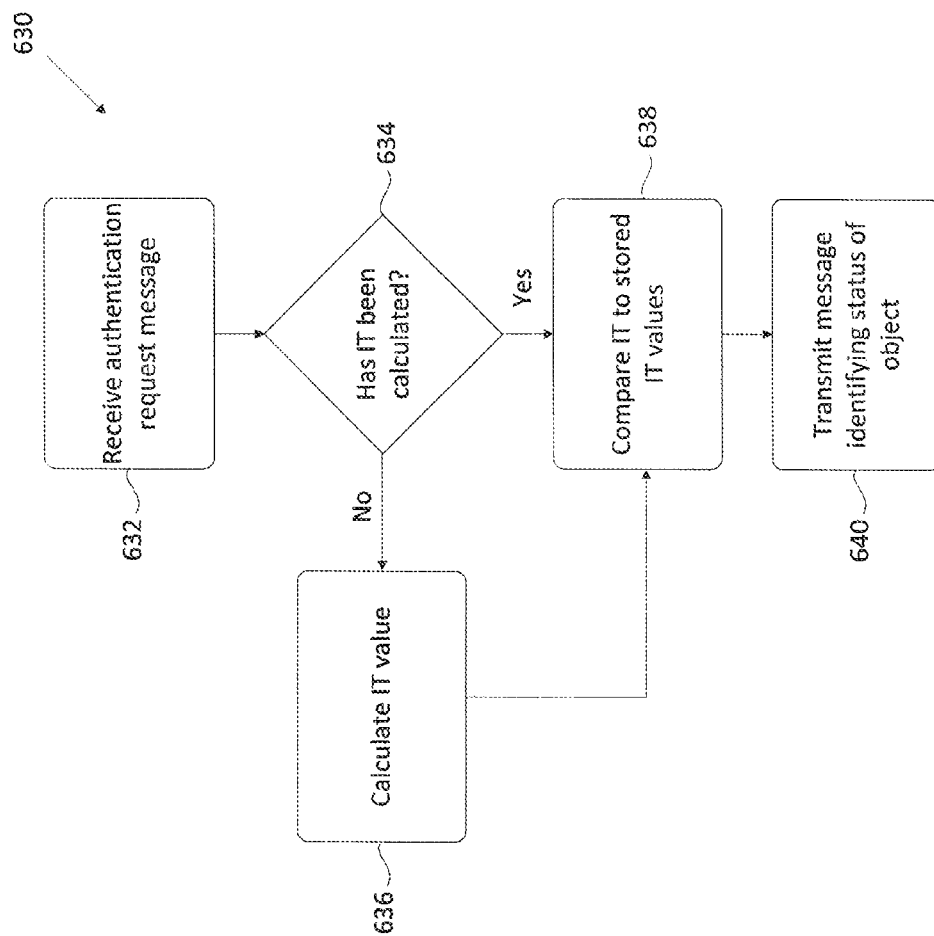 630
Receive authentication
request message
632
Has IT been
calculated?
634
No
Yes
Calculate IT value
636
Compare IT to stored
IT values
638
Transmit message
identifying status of
object
640